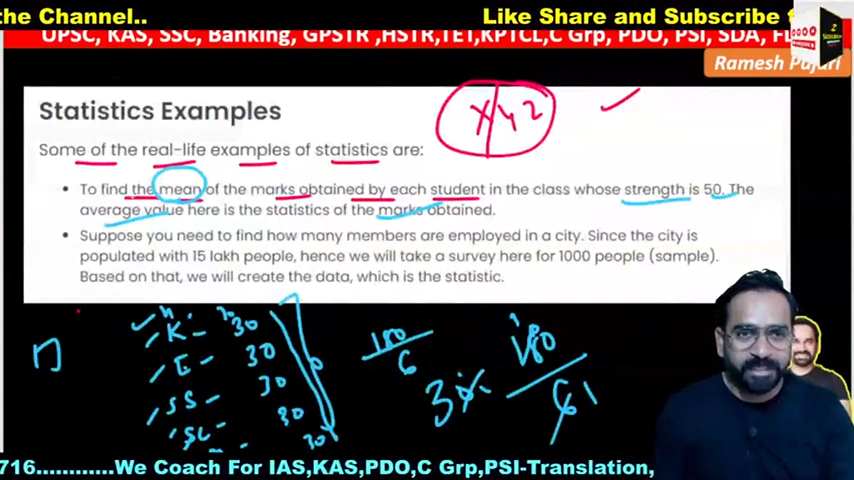 the Channel..
Like Share and Subscribe t
UPSC, KAS, SSC, Banking, GPSTR ,HSTR,TET,KPTCL,C Grp, PDO, PSI, SDA,
Ramesh Pujari
Statistics Examples
Some of the real-life examples of statistics are:
To find the mean of the marks obtained by each student in the class whose strength is 50. The
average value here is the statistics of the marks obtained.
Suppose you need to find how many members are employed in a city. Since the city is
populated with 15 lakh people, hence we will take a survey here for 1000 people (sample).
Based on that, we will create the data, which is the statistic.
K - 30
E - 30
SS - 30
SC - 30
30
180
6
180
6
716............We Coach For IAS,KAS,PDO,C Grp,PSI-Translation,